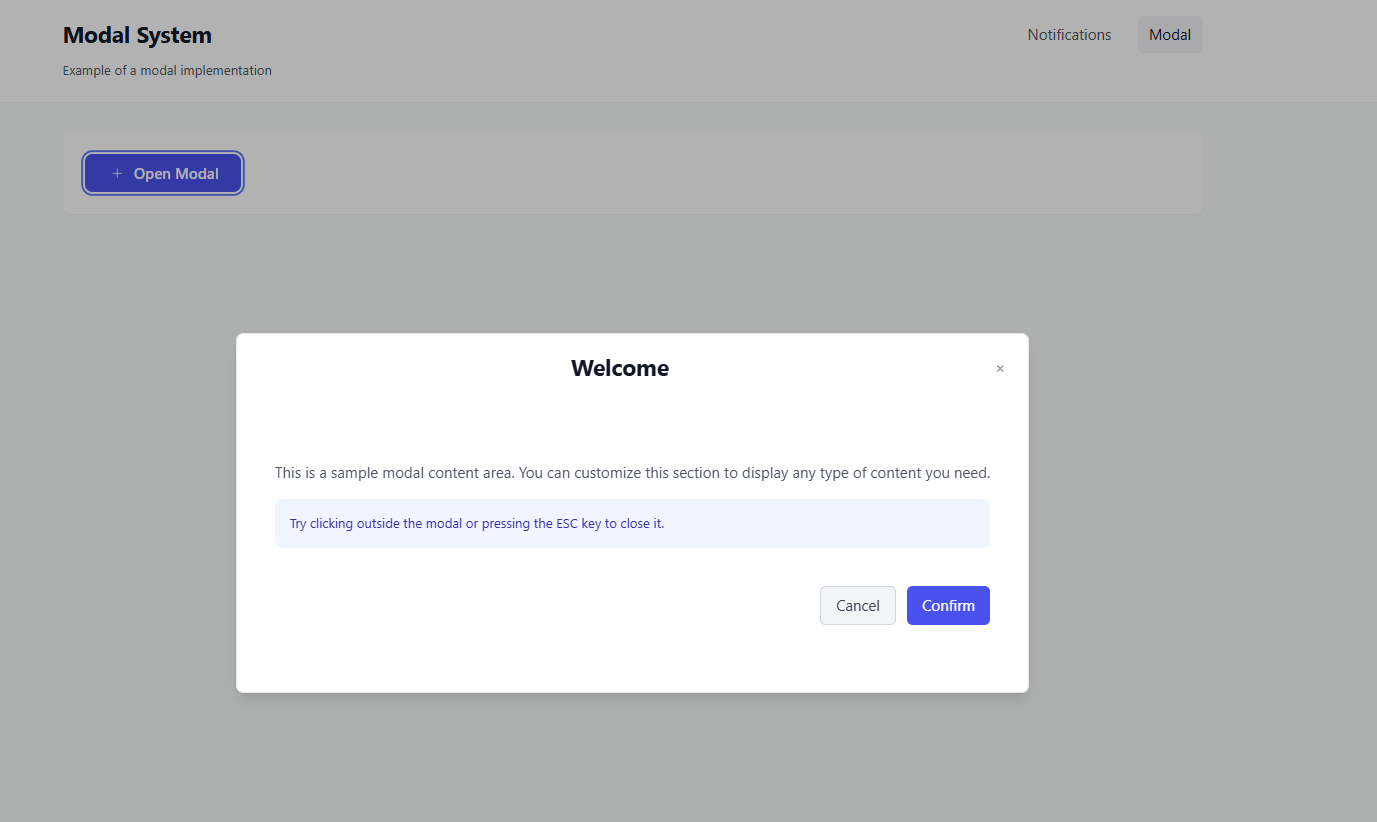 Modal System
Notifications
Modal
Example of a modal implementation
+ Open Modal
Welcome
×
This is a sample modal content area. You can customize this section to display any type of content you need.
Try clicking outside the modal or pressing the ESC key to close it.
Cancel
Confirm